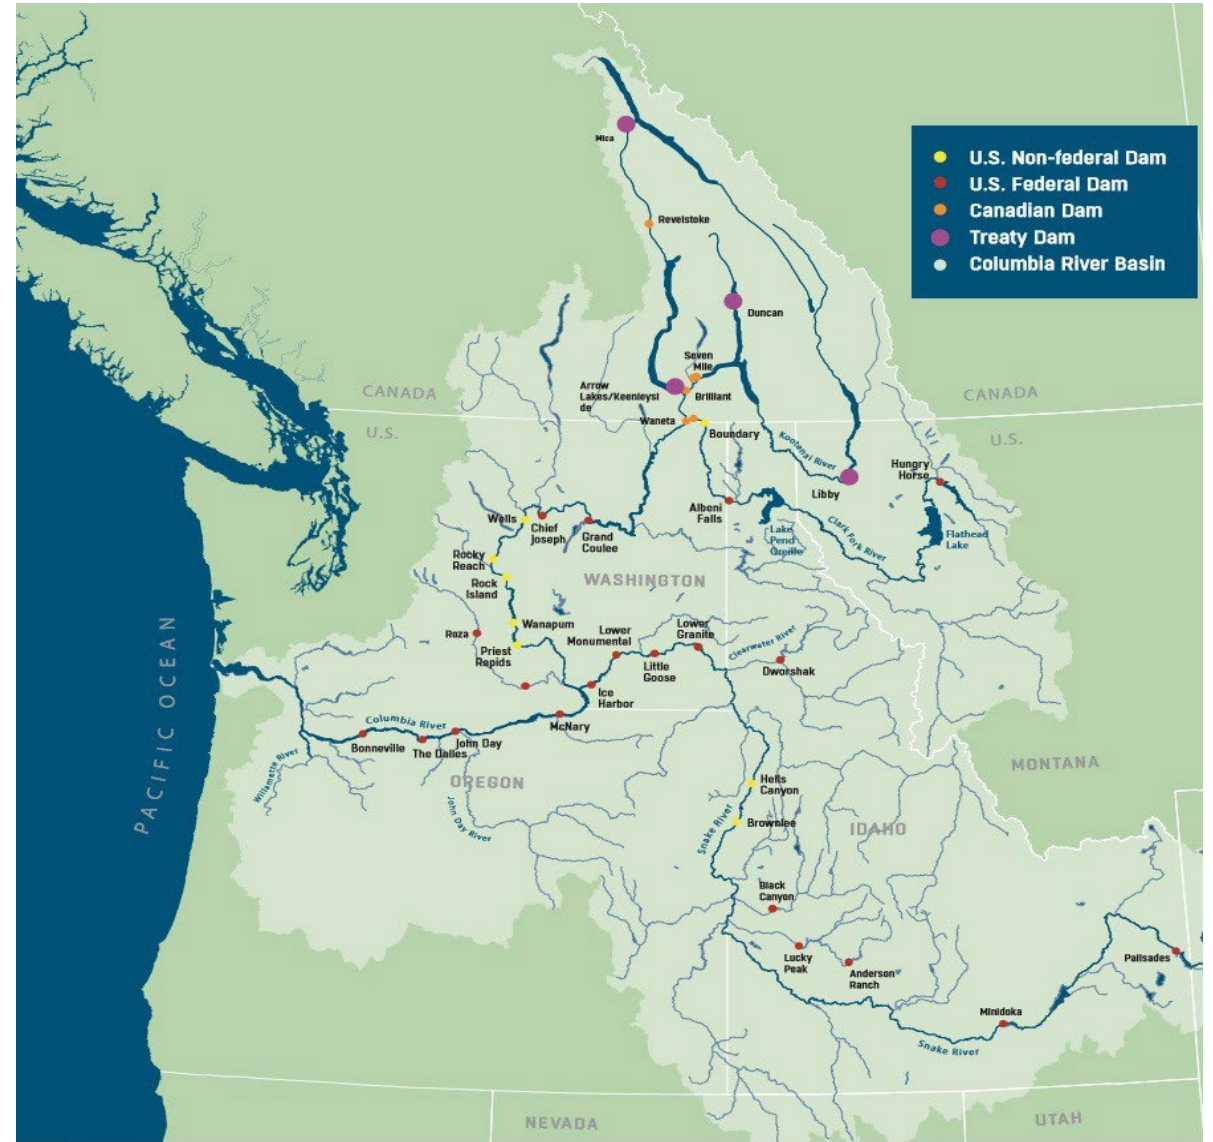 Mica
U.S. Non-federal Dam
U.S. Federal Dam
Canadian Dam
Treaty Dam
Columbia River Basin
Revelstoke
Duncan
Seven
Mile
Arrow
Lakes/Keenleysi
de
Brilliant
CANADA
CANADA
Waneta
Boundary
U.S.
U.S.
Kootenai River
Hungry
Horse
Libby
Albeni
Falls
Wells
Chief
Joseph
Grand
Coulee
Lake
Pend
Oreille
Clark Fork River
Flathead
Lake
Rocky
Reach
Rock
Island
WASHINGTON
Wanapum
Roza
Priest
Rapids
Lower
Monumental
Lower
Granite
Little
Goose
Clearwater River
Dworshak
Ice
Harbor
McNary
PACIFIC OCEAN
Columbia River
Bonneville
The Dalles
John Day
Willamette River
OREGON
John Day River
MONTANA
Hells
Canyon
Brownlee
Snake River
IDAHO
Black
Canyon
Lucky
Peak
Anderson
Ranch
Palisades
Minidoka
Snake River
NEVADA
UTAH